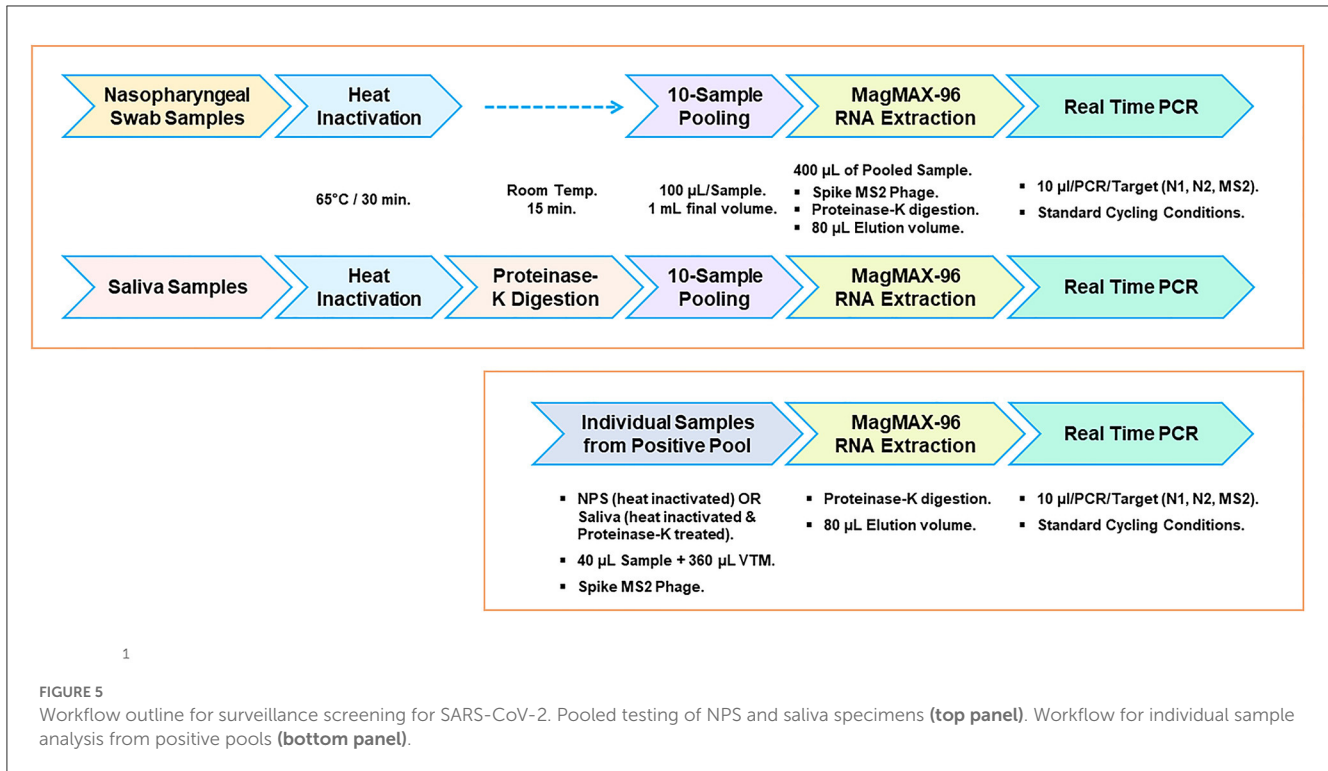 Nasopharyngeal
Swab Samples
Heat
Inactivation
10-Sample
Pooling
MagMAX-96
RNA Extraction
Real Time PCR
65°C / 30 min.
Room Temp.
15 min.
100 µL/Sample.
1 mL final volume.
400 µL of Pooled Sample.
▪ Spike MS2 Phage.
▪ Proteinase-K digestion.
▪ 80 µL Elution volume.
▪ 10 µl/PCR/Target (N1, N2, MS2).
▪ Standard Cycling Conditions.
Saliva Samples
Heat
Inactivation
Proteinase-
K Digestion
10-Sample
Pooling
MagMAX-96
RNA Extraction
Real Time PCR
Individual Samples
from Positive Pool
MagMAX-96
RNA Extraction
Real Time PCR
▪ NPS (heat inactivated) OR
Saliva (heat inactivated &
Proteinase-K treated).
▪ 40 µL Sample + 360 µL VTM.
▪ Spike MS2 Phage.
▪ Proteinase-K digestion.
▪ 80 µL Elution volume.
▪ 10 µl/PCR/Target (N1, N2, MS2).
▪ Standard Cycling Conditions.
1
FIGURE 5
Workflow outline for surveillance screening for SARS-CoV-2. Pooled testing of NPS and saliva specimens (top panel). Workflow for individual sample
analysis from positive pools (bottom panel).